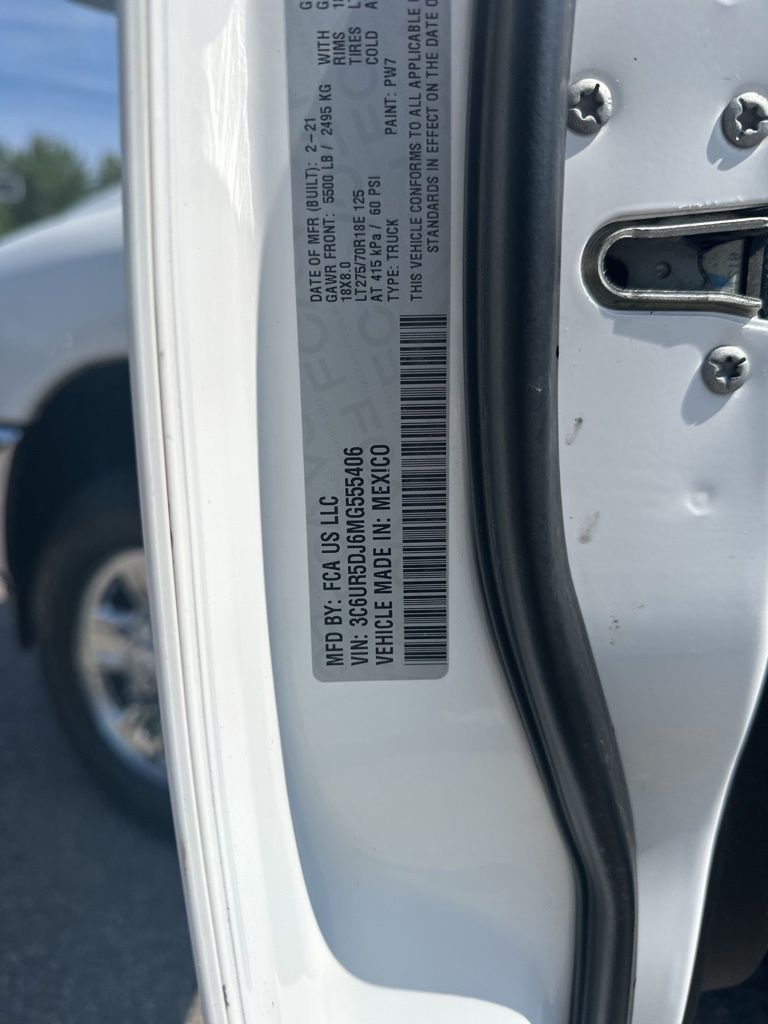 MFD BY: FCA US LLC
VIN: 3C6UR5DJ6MG555406
VEHICLE MADE IN: MEXICO
DATE OF MFR (BUILT): 2-21
GAWR FRONT: 5500 LB / 2495 KG
18X8.0
LT275/70R18E 125
AT 415 kPa / 60 PSI
TYPE: TRUCK PAINT: PW7
THIS VEHICLE CONFORMS TO ALL APPLICABLE
STANDARDS IN EFFECT ON THE DATE O
WITH
RIMS
TIRES
COLD